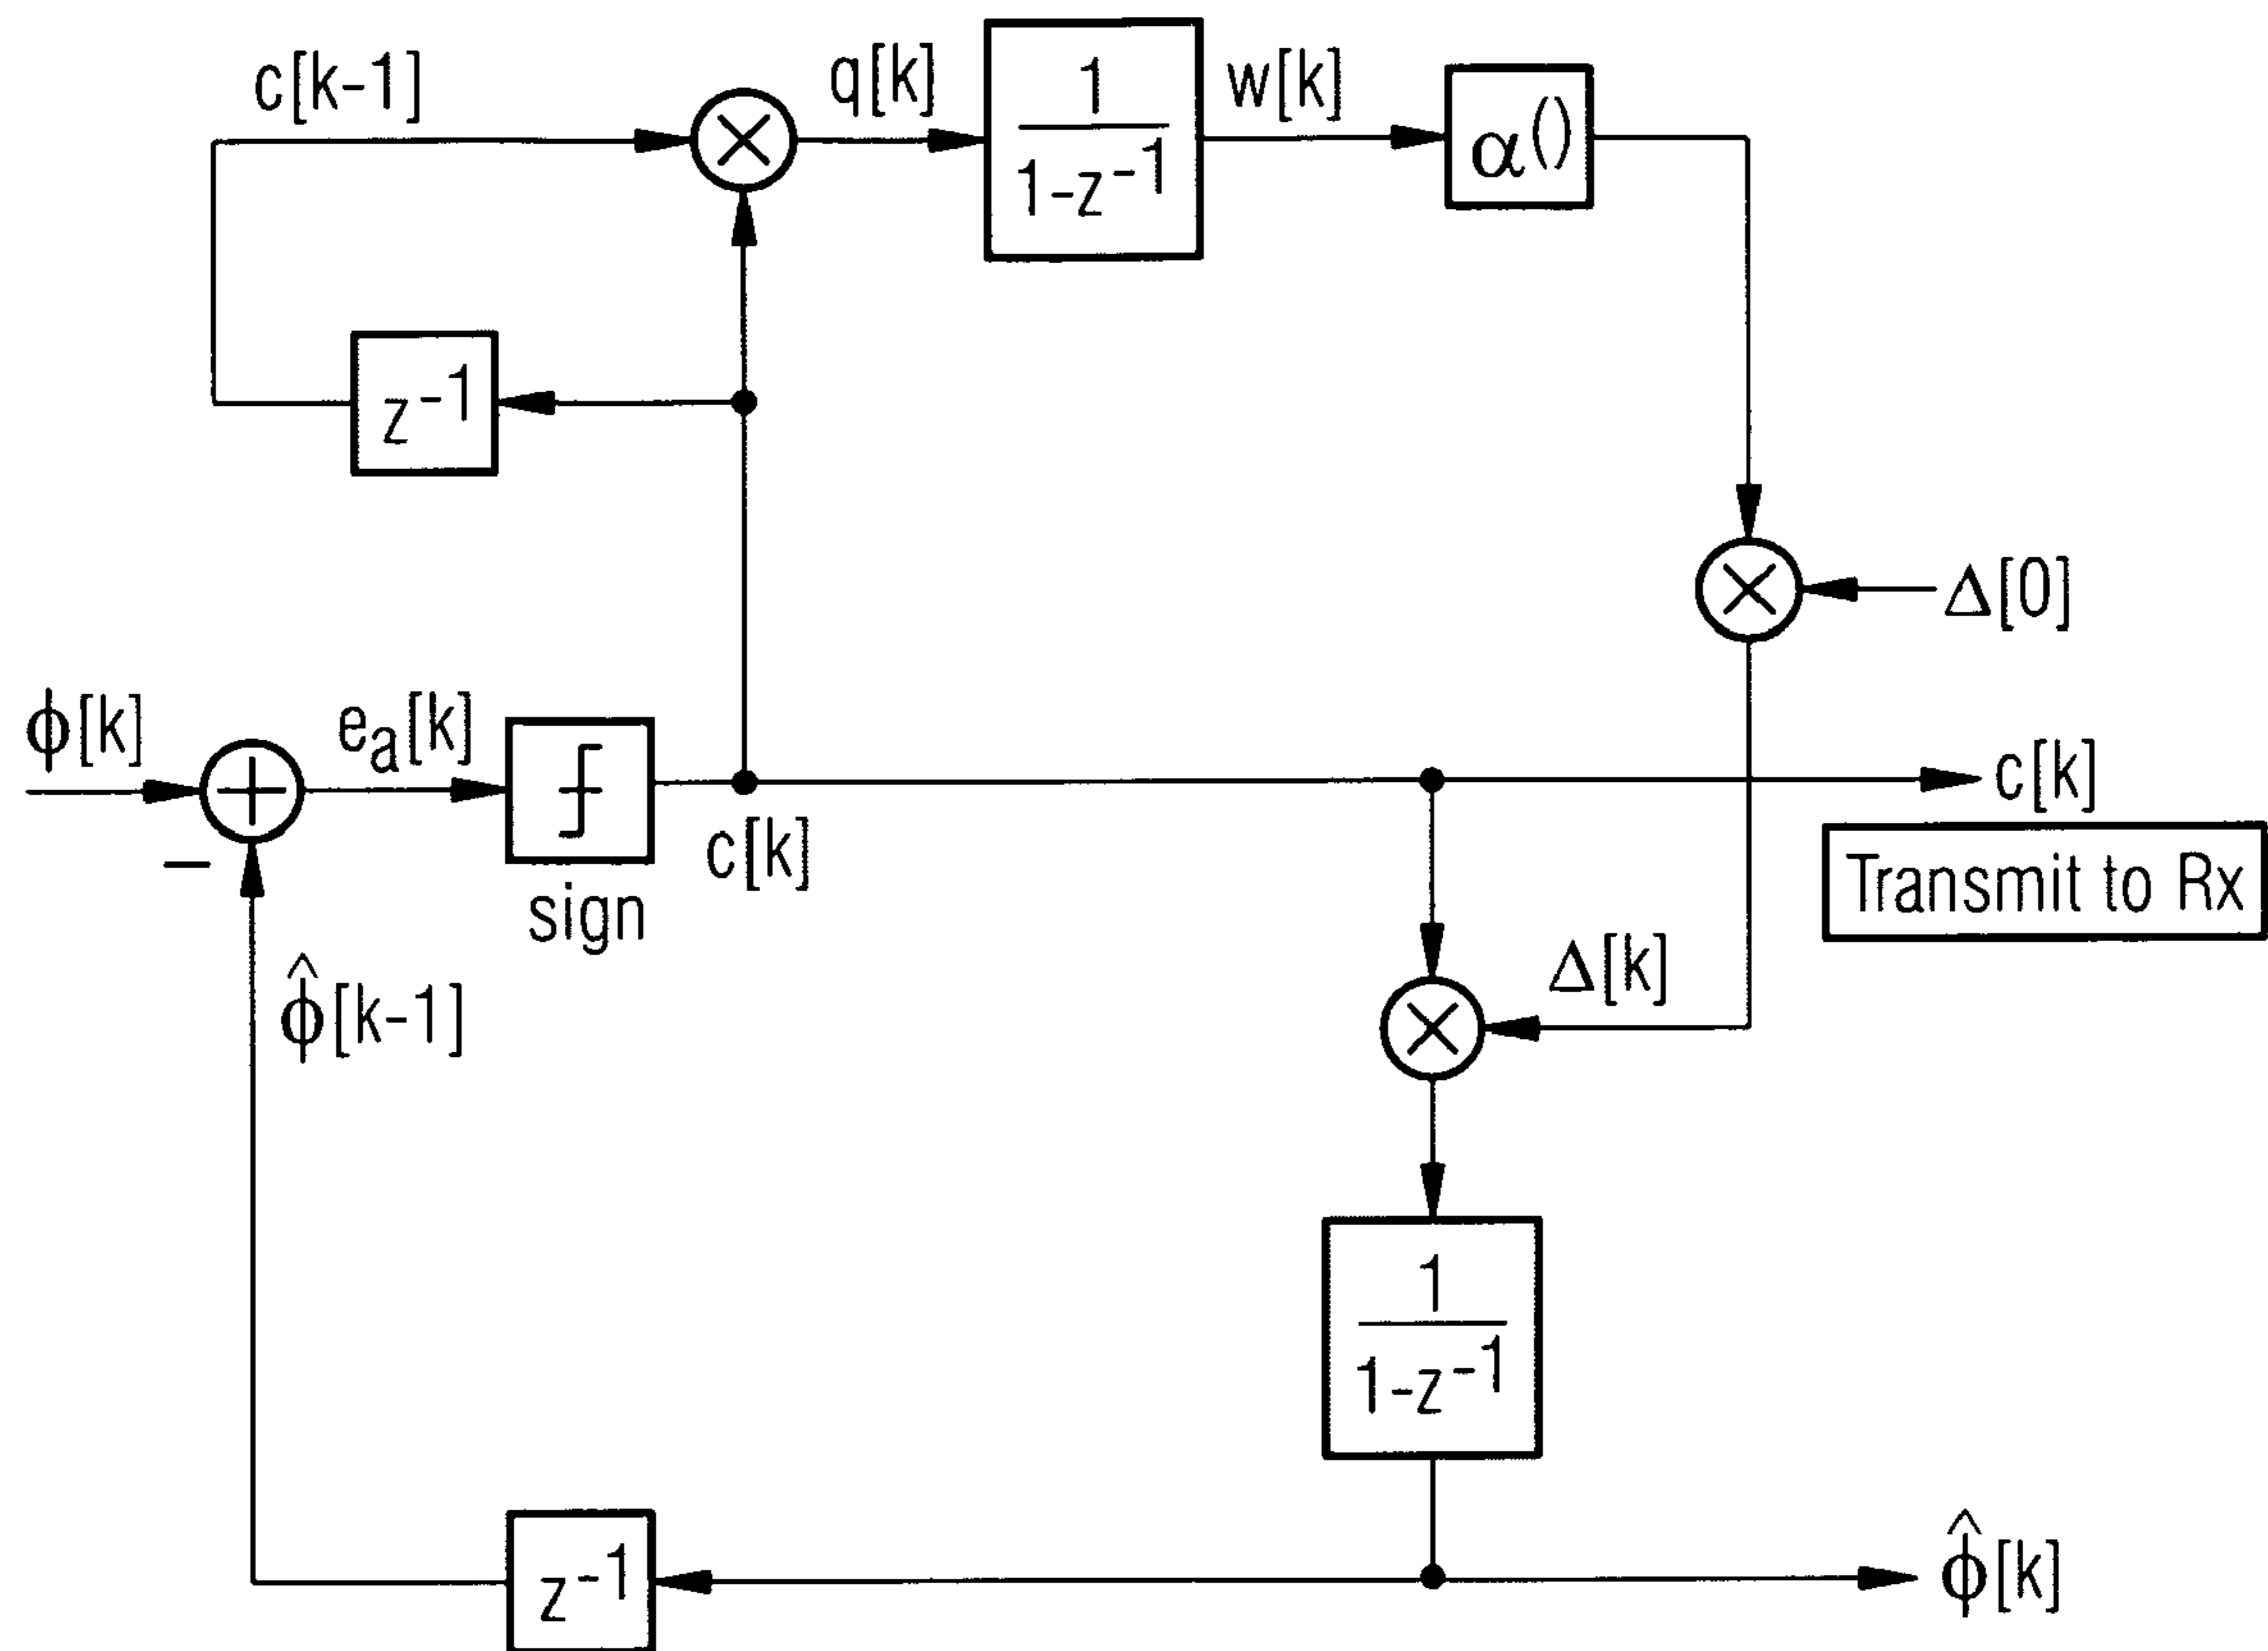 c[k-1]
q[k]
1
1-z⁻¹
w[k]
α()
z⁻¹
Δ[0]
ϕ[k]
eₐ[k]
sign
c[k]
c[k]
Transmit to Rx
ϕ̂[k-1]
Δ[k]
1
1-z⁻¹
z⁻¹
ϕ̂[k]